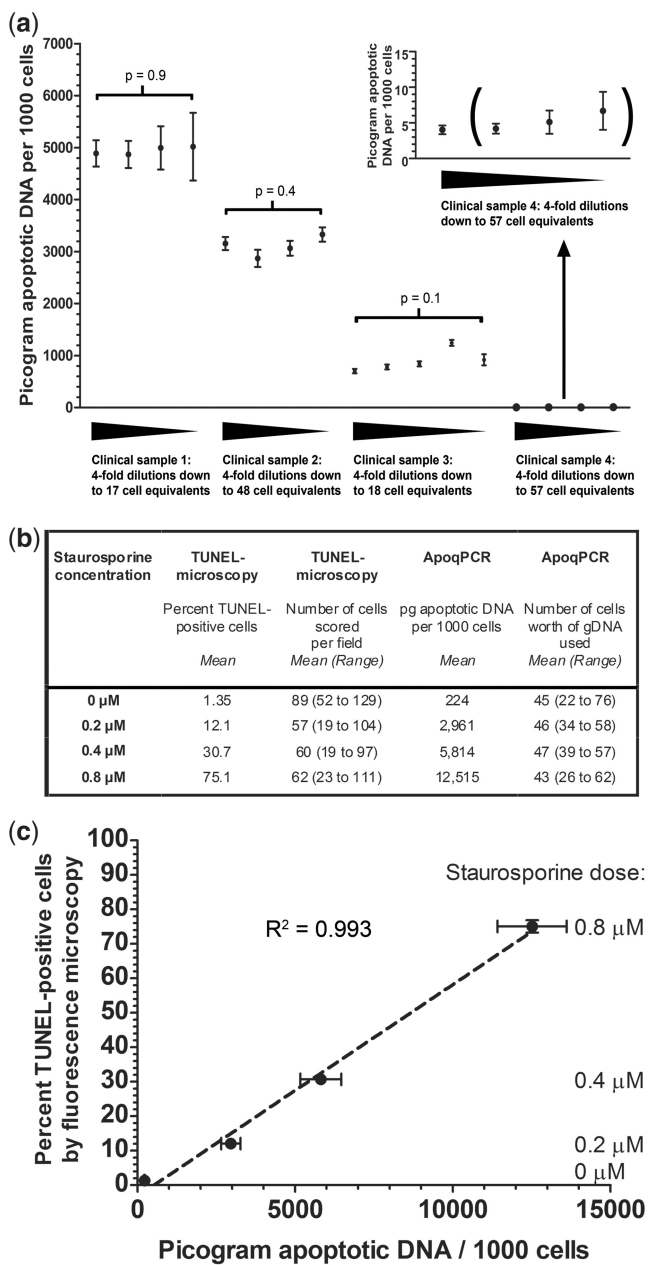 (a)
Picogram apoptotic DNA per 1000 cells
7000
6000
5000
4000
3000
2000
1000
0
p = 0.9
p = 0.4
p = 0.1
Picogram apoptotic
DNA per 1000 cells
15
10
5
0
( )
Clinical sample 4: 4-fold dilutions
down to 57 cell equivalents
Clinical sample 1:
4-fold dilutions down
to 17 cell equivalents
Clinical sample 2:
4-fold dilutions down
to 48 cell equivalents
Clinical sample 3:
4-fold dilutions down
to 18 cell equivalents
Clinical sample 4:
4-fold dilutions down
to 57 cell equivalents
(b)
Staurosporine concentration | TUNEL-microscopy | TUNEL-microscopy | ApoqPCR | ApoqPCR
Percent TUNEL-positive cells | Number of cells scored per field | pg apoptotic DNA per 1000 cells | Number of cells worth of gDNA used
Mean | Mean (Range) | Mean | Mean (Range)
0 µM 1.35 89 (52 to 129) 224 45 (22 to 76)
0.2 µM 12.1 57 (19 to 104) 2,961 46 (34 to 58)
0.4 µM 30.7 60 (19 to 97) 5,814 47 (39 to 57)
0.8 µM 75.1 62 (23 to 111) 12,515 43 (26 to 62)
(c)
Percent TUNEL-positive cells
by fluorescence microscopy
100
90
80
70
60
50
40
30
20
10
0
R² = 0.993
Staurosporine dose:
0.8 µM
0.4 µM
0.2 µM
0 µM
0 5000 10000 15000
Picogram apoptotic DNA / 1000 cells